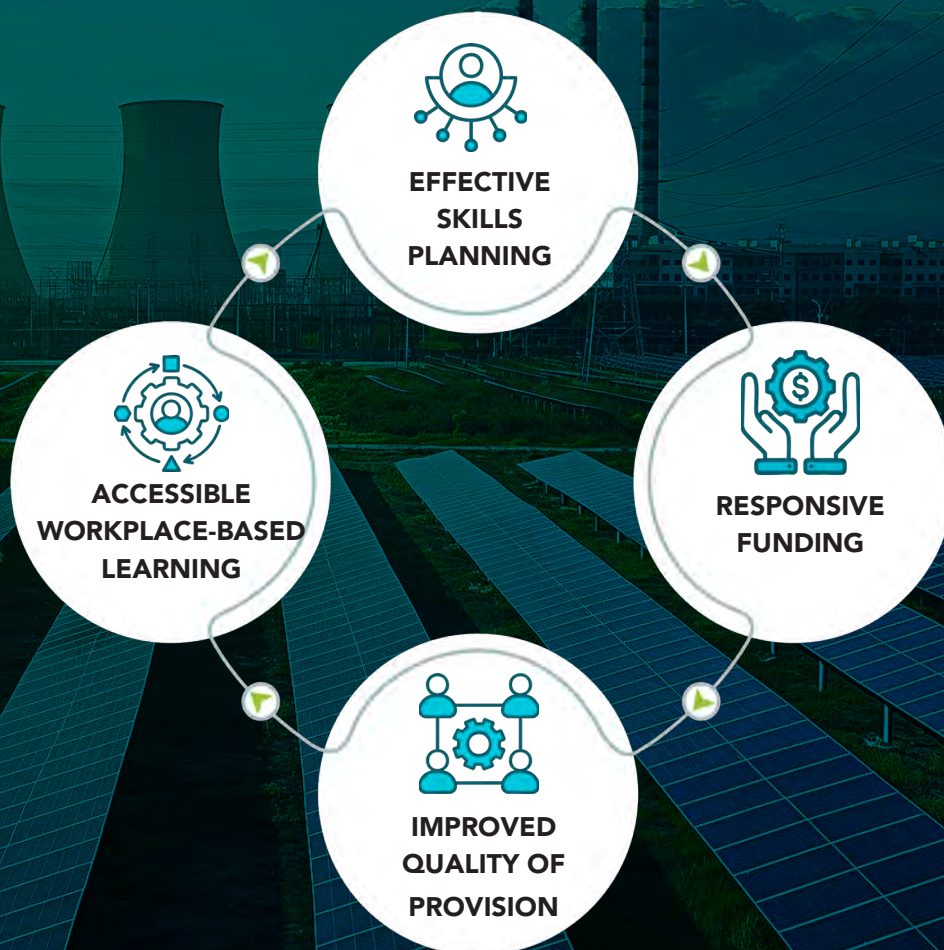 EFFECTIVE
SKILLS
PLANNING
ACCESSIBLE
WORKPLACE-BASED
LEARNING
$
RESPONSIVE
FUNDING
IMPROVED
QUALITY OF
PROVISION